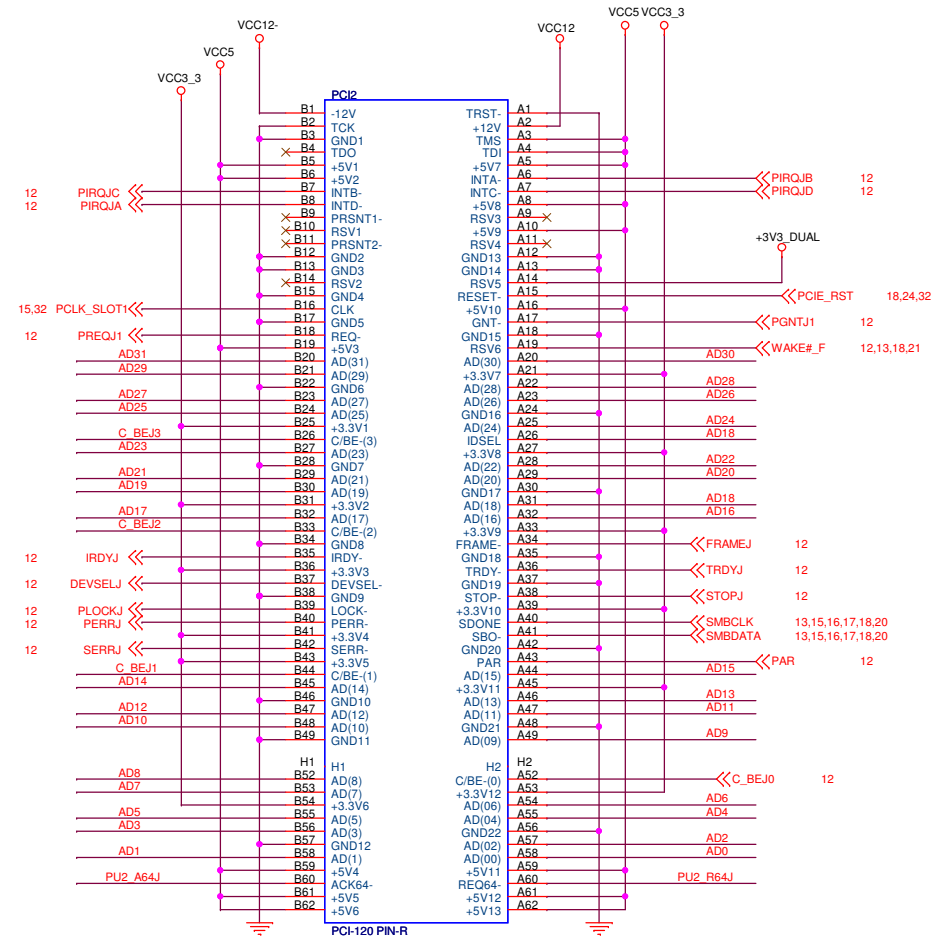 VCC12-
VCC5
VCC3_3
VCC12
VCC5 VCC3_3
PCI2
B1 -12V TRST- A1
B2 TCK +12V A2
B3 GND1 TMS A3
B4 TDO TDI A4
B5 +5V1 +5V7 A5
B6 +5V2 INTA- A6 PIRQJB 12
12 PIRQJC B7 INTB- INTC- A7 PIRQJD 12
12 PIRQJA B8 INTD- +5V8 A8
B9 PRSNT1- RSV3 A9
B10 RSV1 +5V9 A10
B11 PRSNT2- RSV4 A11
+3V3_DUAL
B12 GND2 GND13 A12
B13 GND3 GND14 A13
B14 RSV2 RSV5 A14
B15 GND4 RESET- A15 PCIE_RST 18,24,32
15,32 PCLK_SLOT1 B16 CLK +5V10 A16
B17 GND5 GNT- A17 PGNTJ1 12
12 PREQJ1 B18 REQ- GND15 A18
B19 +5V3 RSV6 A19 WAKE#_F 12,13,18,21
AD31 B20 AD(31) AD(30) A20 AD30
AD29 B21 AD(29) +3.3V7 A21
B22 GND6 AD(28) A22 AD28
AD27 B23 AD(27) AD(26) A23 AD26
AD25 B24 AD(25) GND16 A24
B25 +3.3V1 AD(24) A25 AD24
C_BEJ3 B26 C/BE-(3) IDSEL A26 AD18
AD23 B27 AD(23) +3.3V8 A27
B28 GND7 AD(22) A28 AD22
AD21 B29 AD(21) AD(20) A29 AD20
AD19 B30 AD(19) GND17 A30
B31 +3.3V2 AD(18) A31 AD18
AD17 B32 AD(17) AD(16) A32 AD16
C_BEJ2 B33 C/BE-(2) +3.3V9 A33
B34 GND8 FRAME- A34 FRAMEJ 12
12 IRDYJ B35 IRDY- GND18 A35
B36 +3.3V3 TRDY- A36 TRDYJ 12
12 DEVSELJ B37 DEVSEL- GND19 A37
B38 GND9 STOP- A38 STOPJ 12
12 PLOCKJ B39 LOCK- +3.3V10 A39
12 PERRJ B40 PERR- SDONE A40 SMBCLK 13,15,16,17,18,20
B41 +3.3V4 SBO- A41 SMBDATA 13,15,16,17,18,20
12 SERRJ B42 SERR- GND20 A42
B43 +3.3V5 PAR A43 PAR 12
C_BEJ1 B44 C/BE-(1) AD(15) A44 AD15
AD14 B45 AD(14) +3.3V11 A45
B46 GND10 AD(13) A46 AD13
AD12 B47 AD(12) AD(11) A47 AD11
AD10 B48 AD(10) GND21 A48
B49 GND11 AD(09) A49 AD9
H1 H1 H2 H2
AD8 B52 AD(8) C/BE-(0) A52 C_BEJ0 12
AD7 B53 AD(7) +3.3V12 A53
B54 +3.3V6 AD(06) A54 AD6
AD5 B55 AD(5) AD(04) A55 AD4
AD3 B56 AD(3) GND22 A56
B57 GND12 AD(02) A57 AD2
AD1 B58 AD(1) AD(00) A58 AD0
B59 +5V4 +5V11 A59
PU2_A64J B60 ACK64- REQ64- A60 PU2_R64J
B61 +5V5 +5V12 A61
B62 +5V6 +5V13 A62
PCI-120 PIN-R